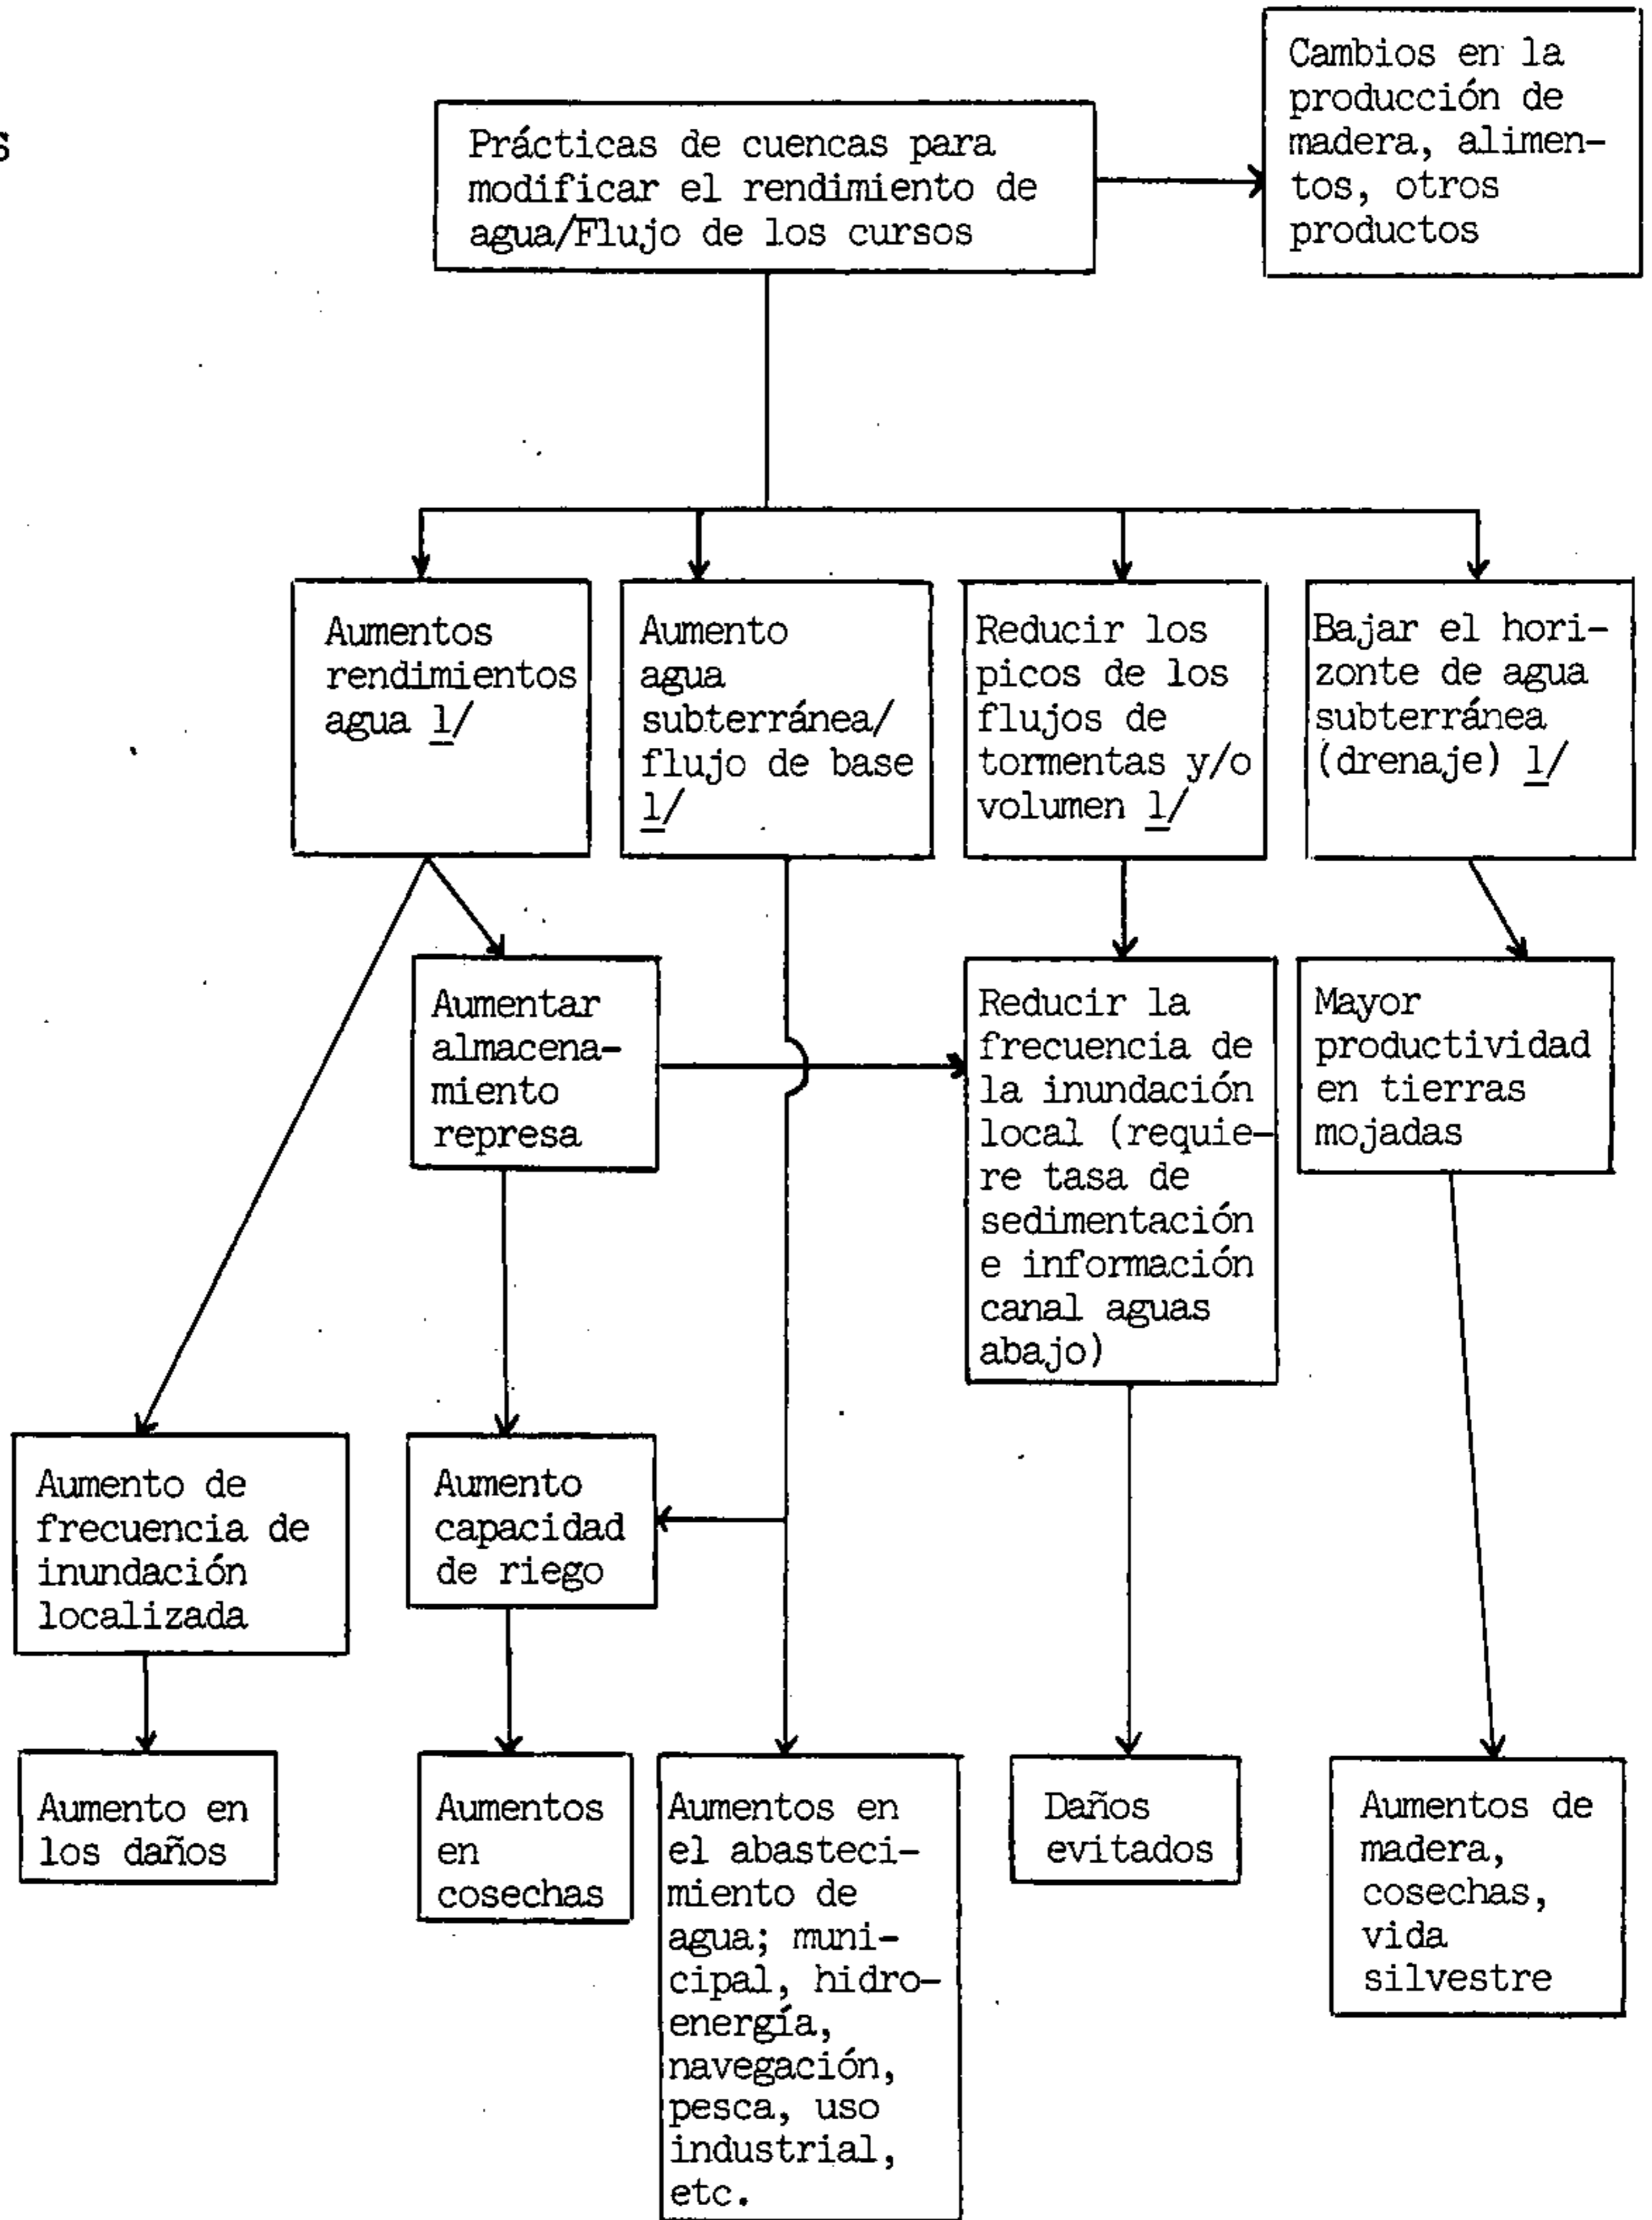 Cambios en la
producción de
madera, alimen-
tos, otros
productos
s
Prácticas de cuencas para
modificar el rendimiento de
agua/Flujo de los cursos
Aumentos
rendimientos
agua 1/
Aumento
agua
subterránea/
flujo de base
1/
Reducir los
picos de los
flujos de
tormentas y/o
volumen 1/
Bajar el hori-
zonte de agua
subterránea
(drenaje) 1/
Aumentar
almacena-
miento
represa
Reducir la
frecuencia de
la inundación
local (requie-
re tasa de
sedimentación
e información
canal aguas
abajo)
Mayor
productividad
en tierras
mojadas
Aumento de
frecuencia de
inundación
localizada
Aumento
capacidad
de riego
Aumento en
los daños
Aumentos
en
cosechas
Aumentos en
el abasteci-
miento de
agua; muni-
cipal, hidro-
energía,
navegación,
pesca, uso
industrial,
etc.
Daños
evitados
Aumentos de
madera,
cosechas,
vida
silvestre